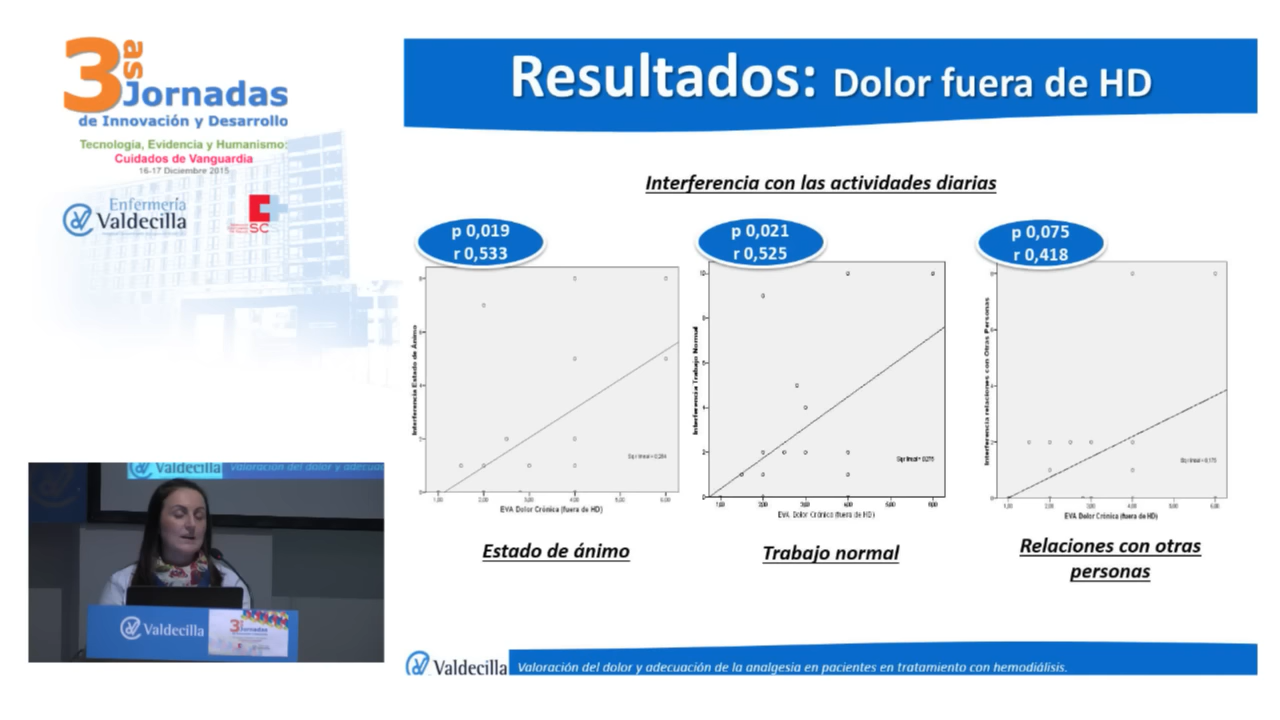 3as Jornadas
de Innovación y Desarrollo
Tecnología, Evidencia y Humanismo:
Cuidados de Vanguardia
16-17 Diciembre 2015
Enfermería
Valdecilla
SC
Resultados: Dolor fuera de HD
Interferencia con las actividades diarias
p 0,019
r 0,533
p 0,021
r 0,525
p 0,075
r 0,418
Interferencia Estado de Ánimo
EVA Dolor Crónico (fuera de HD)
Interferencia Trabajo Normal
EVA Dolor Crónico (fuera de HD)
Interferencia relaciones con Otras Personas
EVA Dolor Crónico (fuera de HD)
Estado de ánimo
Trabajo normal
Relaciones con otras
personas
Valdecilla
Valoración del dolor y adecua
Valdecilla
3as Jornadas
Valdecilla
Valoración del dolor y adecuación de la analgesia en pacientes en tratamiento con hemodiálisis.